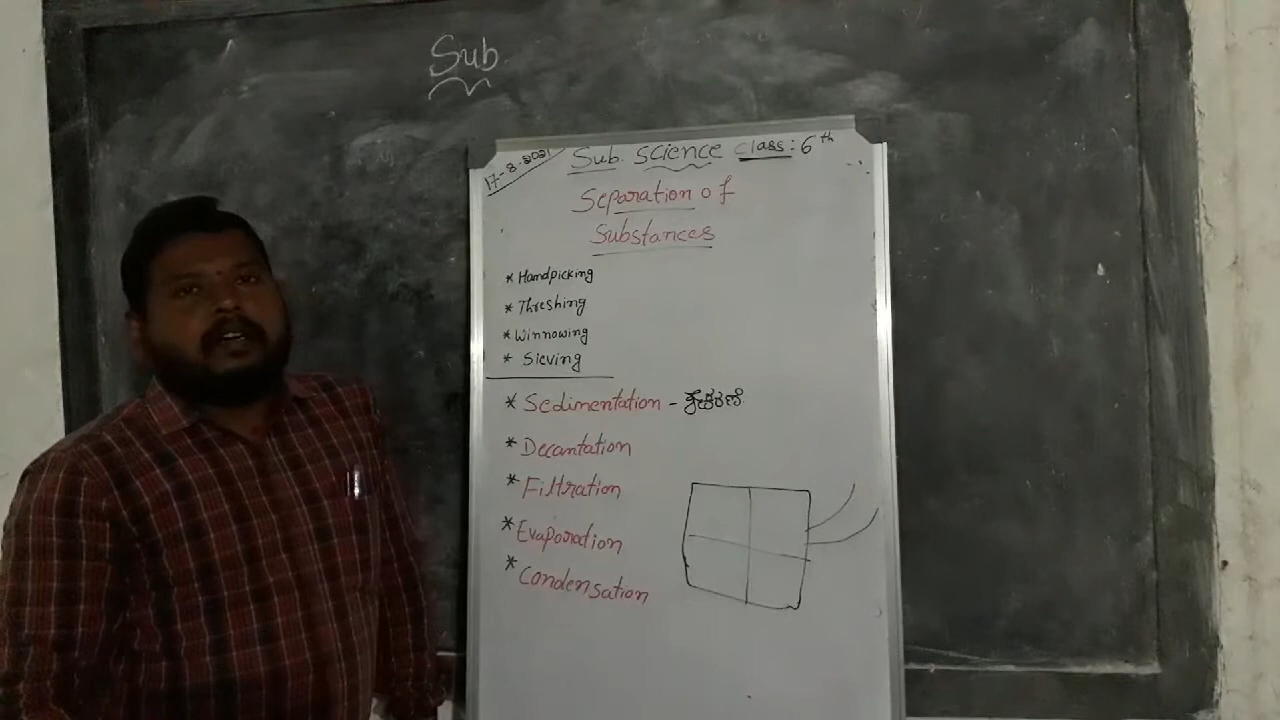 Sub
17-8-2021
Sub. Science Class: 6th
Separation of
Substances
* Handpicking
* Threshing
* Winnowing
* Sieving
* Sedimentation -
* Decantation
* Filtration
* Evaporation
* Condensation